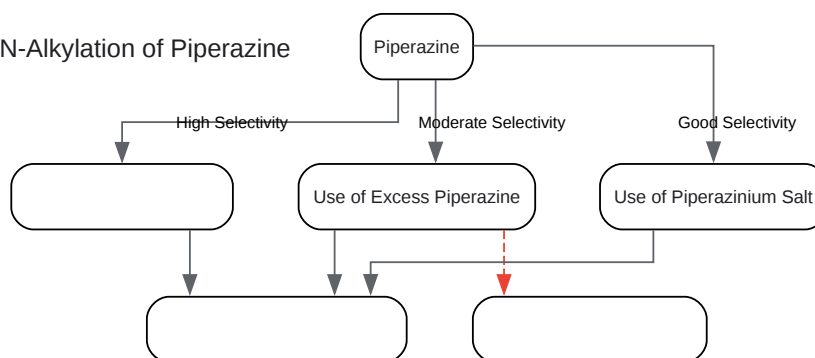 N-Alkylation of Piperazine
Piperazine
High Selectivity
Moderate Selectivity
Good Selectivity
Use of Excess Piperazine
Use of Piperazinium Salt